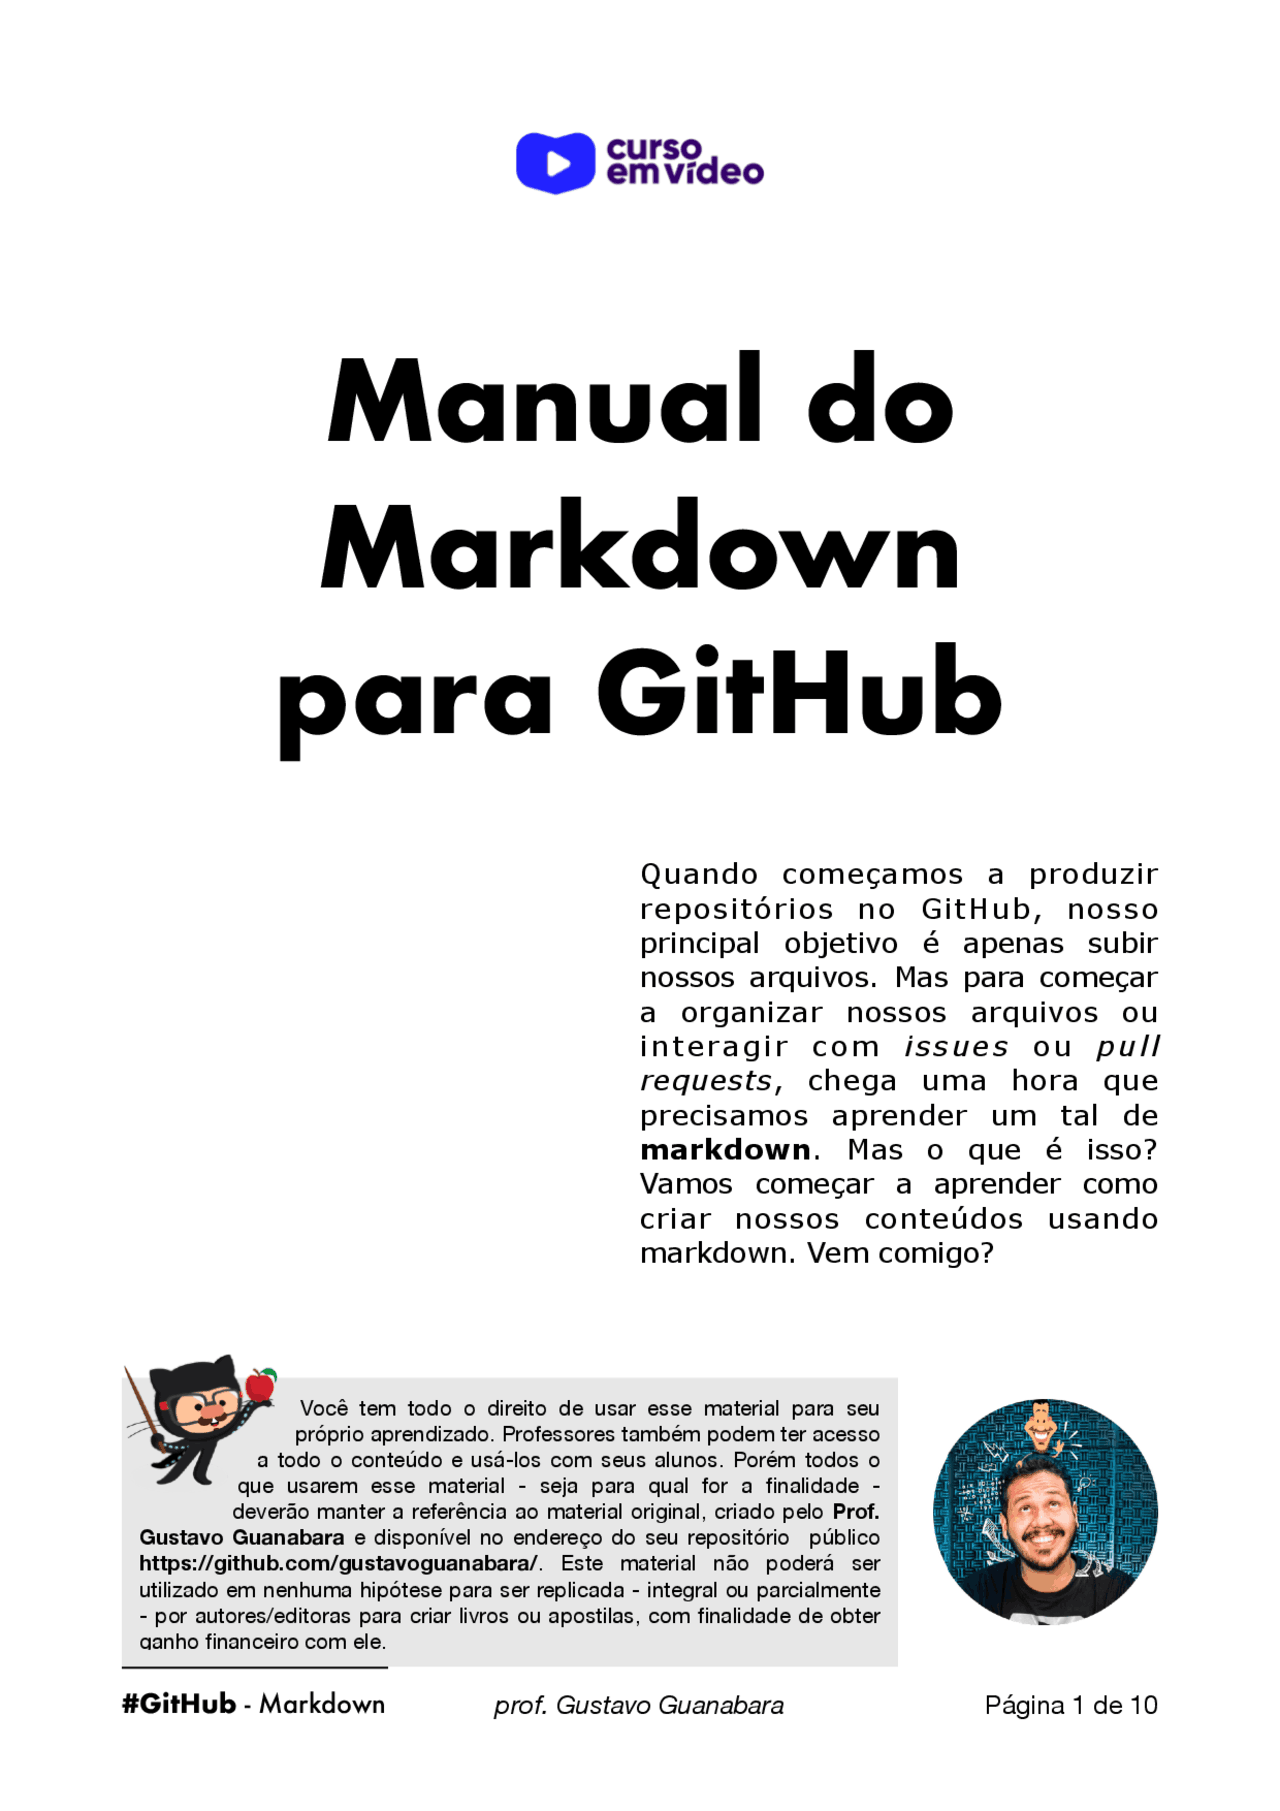 curso
em vídeo
Manual do
Markdown
para GitHub
Quando começamos a produzir
repositórios no GitHub, nosso
principal objetivo é apenas subir
nossos arquivos. Mas para começar
a organizar nossos arquivos ou
interagir com issues ou pull
requests, chega uma hora que
precisamos aprender um tal de
markdown. Mas o que é isso?
Vamos começar a aprender como
criar nossos conteúdos usando
markdown. Vem comigo?
Você tem todo o direito de usar esse material para seu
próprio aprendizado. Professores também podem ter acesso
a todo o conteúdo e usá-los com seus alunos. Porém todos o
que usarem esse material - seja para qual for a finalidade -
deverão manter a referência ao material original, criado pelo Prof.
Gustavo Guanabara e disponível no endereço do seu repositório público
https://github.com/gustavoguanabara/. Este material não poderá ser
utilizado em nenhuma hipótese para ser replicada - integral ou parcialmente
- por autores/editoras para criar livros ou apostilas, com finalidade de obter
ganho financeiro com ele.
#GitHub - Markdown prof. Gustavo Guanabara Página 1 de 10